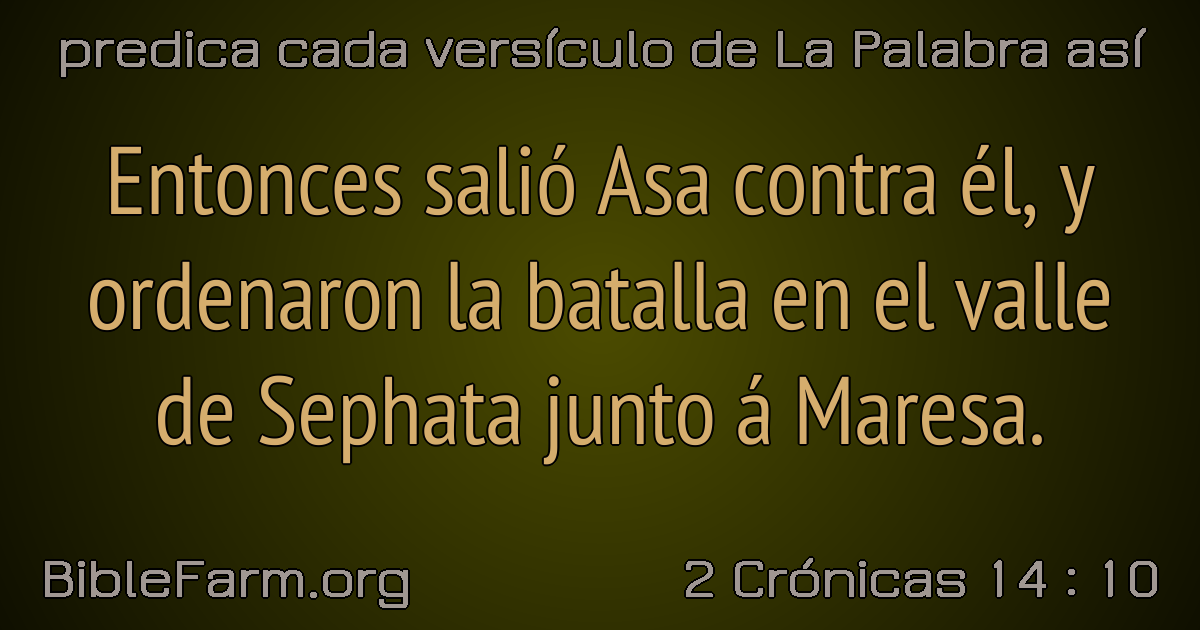 predica cada versículo de La Palabra así
Entonces salió Asa contra él, y
ordenaron la batalla en el valle
de Sephata junto á Maresa.
BibleFarm.org
2 Crónicas 14 : 10